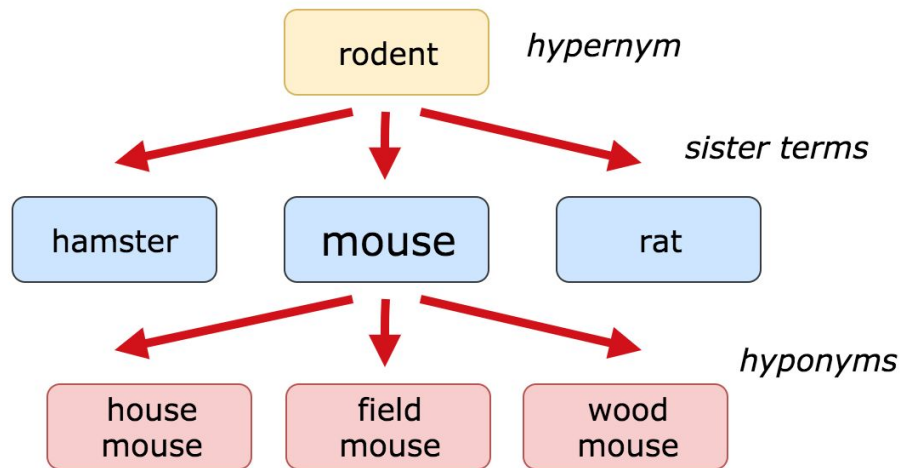 rodent
hypernym
sister terms
hamster
mouse
rat
hyponyms
house
mouse
field
mouse
wood
mouse